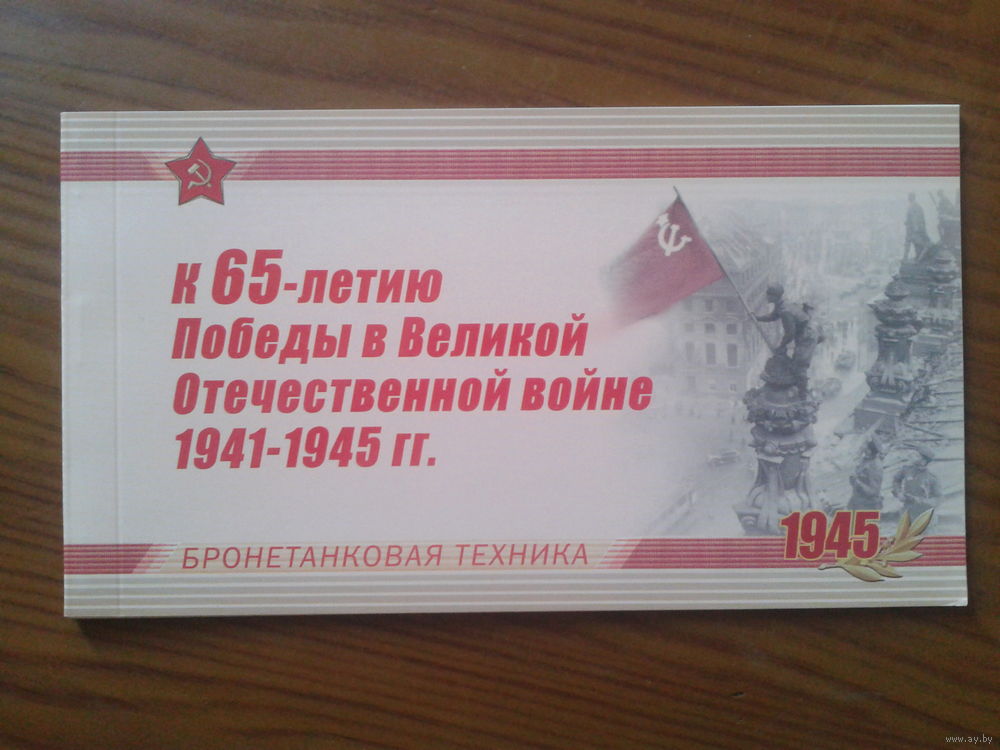 К 65-летию
Победы в Великой
Отечественной войне
1941-1945 гг.
БРОНЕТАНКОВАЯ ТЕХНИКА
1945
www.ay.by